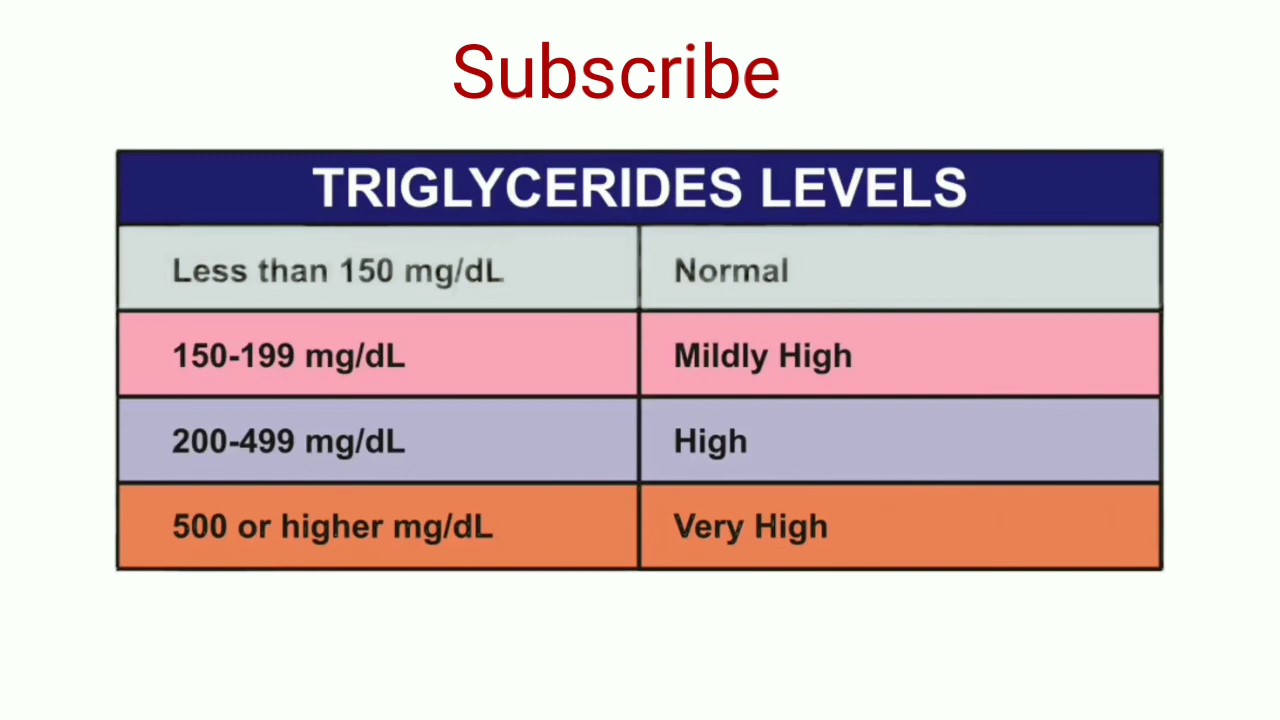 Subscribe
TRIGLYCERIDES LEVELS
Less than 150 mg/dL Normal
150-199 mg/dL Mildly High
200-499 mg/dL High
500 or higher mg/dL Very High